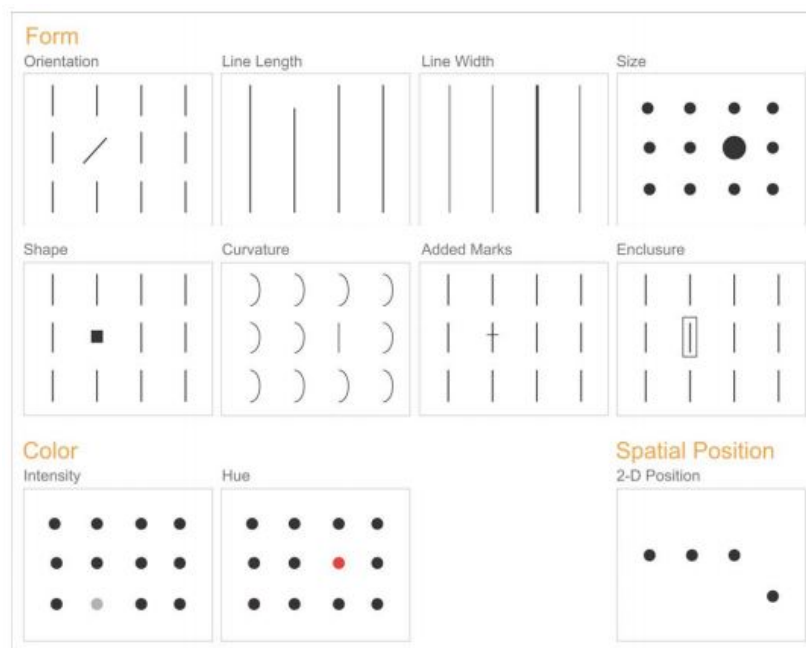 Form
Orientation
Line Length
Line Width
Size
Shape
Curvature
Added Marks
Enclusure
Color
Spatial Position
Intensity
Hue
2-D Position